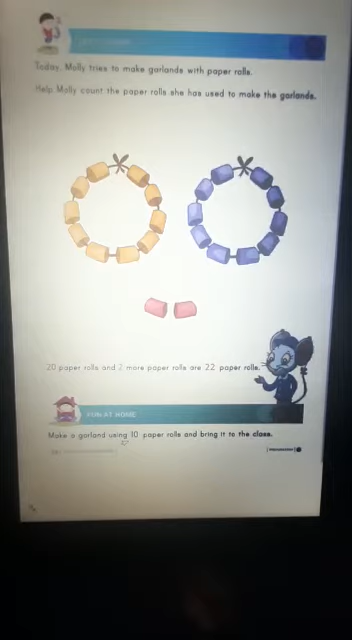 Today, Molly tries to make garlands with paper rolls.
Help Molly count the paper rolls she has used to make the garlands.
20 paper rolls and 2 more paper rolls are 22 paper rolls.
FUN AT HOME
Make a garland using 10 paper rolls and bring it to the class.